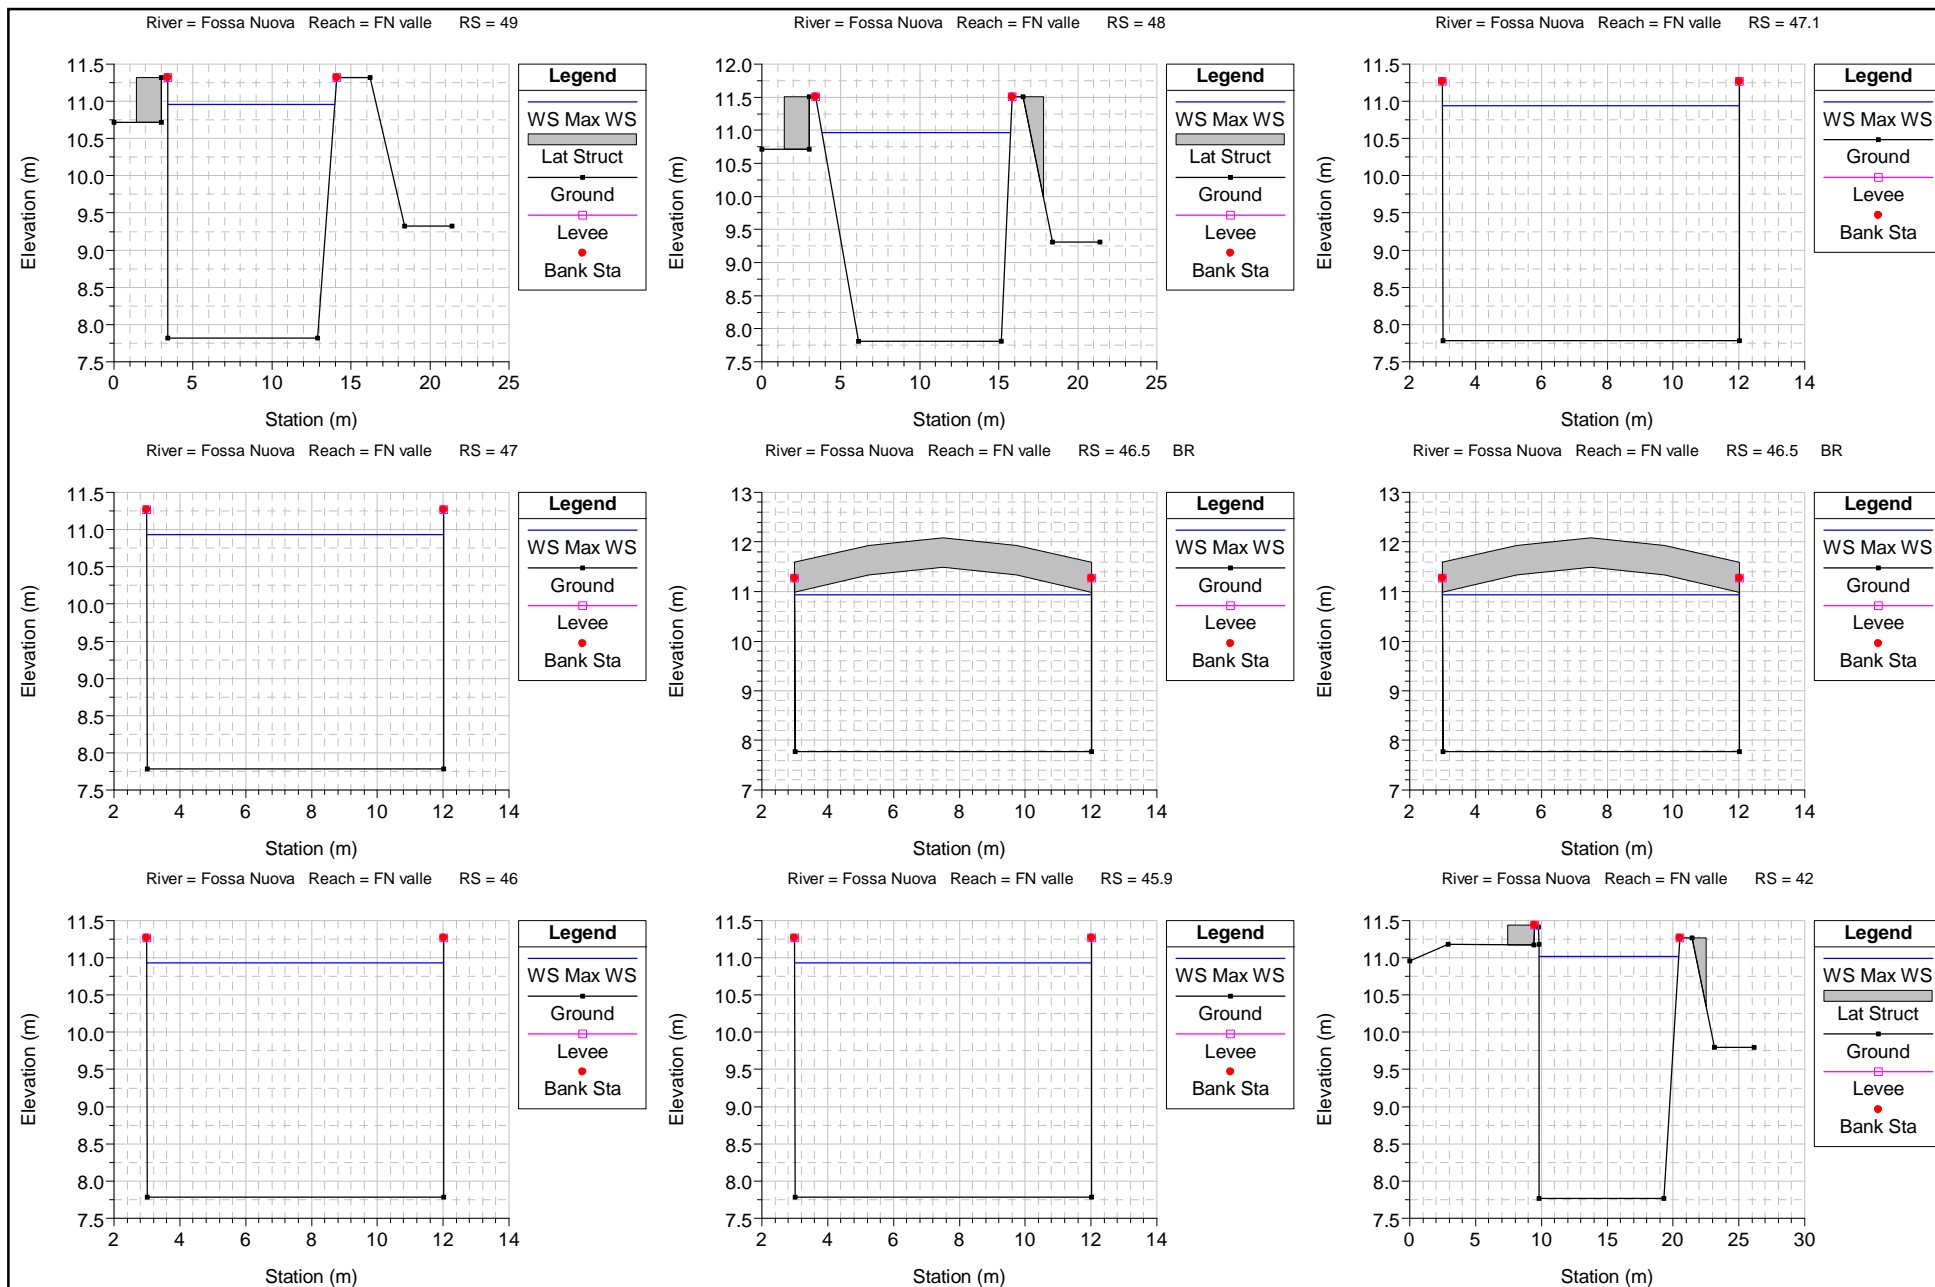 River = Fossa Nuova Reach = FN valle RS = 49
11.5
11.0
10.5
10.0
9.5
9.0
8.5
8.0
7.5
0 5 10 15 20 25
Station (m)
Elevation (m)
Legend
WS Max WS
Lat Struct
Ground
Levee
Bank Sta
River = Fossa Nuova Reach = FN valle RS = 48
12.0
11.5
11.0
10.5
10.0
9.5
9.0
8.5
8.0
7.5
0 5 10 15 20 25
Station (m)
Elevation (m)
Legend
WS Max WS
Lat Struct
Ground
Levee
Bank Sta
River = Fossa Nuova Reach = FN valle RS = 47.1
11.5
11.0
10.5
10.0
9.5
9.0
8.5
8.0
7.5
2 4 6 8 10 12 14
Station (m)
Elevation (m)
Legend
WS Max WS
Ground
Levee
Bank Sta
River = Fossa Nuova Reach = FN valle RS = 47
11.5
11.0
10.5
10.0
9.5
9.0
8.5
8.0
7.5
2 4 6 8 10 12 14
Station (m)
Elevation (m)
Legend
WS Max WS
Ground
Levee
Bank Sta
River = Fossa Nuova Reach = FN valle RS = 46.5 BR
13
12
11
10
9
8
7
2 4 6 8 10 12 14
Station (m)
Elevation (m)
Legend
WS Max WS
Ground
Levee
Bank Sta
River = Fossa Nuova Reach = FN valle RS = 46.5 BR
13
12
11
10
9
8
7
2 4 6 8 10 12 14
Station (m)
Elevation (m)
Legend
WS Max WS
Ground
Levee
Bank Sta
River = Fossa Nuova Reach = FN valle RS = 46
11.5
11.0
10.5
10.0
9.5
9.0
8.5
8.0
7.5
2 4 6 8 10 12 14
Station (m)
Elevation (m)
Legend
WS Max WS
Ground
Levee
Bank Sta
River = Fossa Nuova Reach = FN valle RS = 45.9
11.5
11.0
10.5
10.0
9.5
9.0
8.5
8.0
7.5
2 4 6 8 10 12 14
Station (m)
Elevation (m)
Legend
WS Max WS
Ground
Levee
Bank Sta
River = Fossa Nuova Reach = FN valle RS = 42
11.5
11.0
10.5
10.0
9.5
9.0
8.5
8.0
7.5
0 5 10 15 20 25 30
Station (m)
Elevation (m)
Legend
WS Max WS
Lat Struct
Ground
Levee
Bank Sta